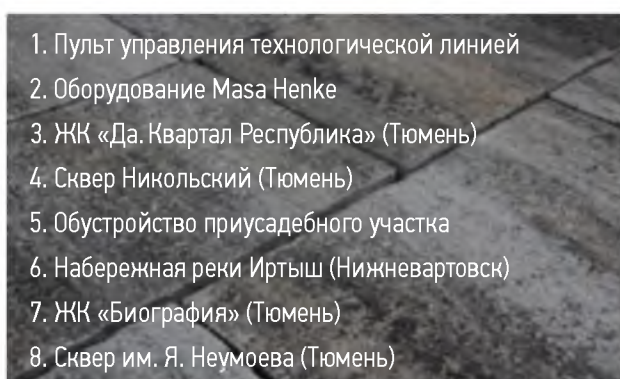 1. Пульт управления технологической линией
2. Оборудование Masa Henke
3. ЖК «Да. Квартал Республика» (Тюмень)
4. Сквер Никольский (Тюмень)
5. Обустройство приусадебного участка
6. Набережная реки Иртыш (Нижневартовск)
7. ЖК «Биография» (Тюмень)
8. Сквер им. Я. Неумоева (Тюмень)